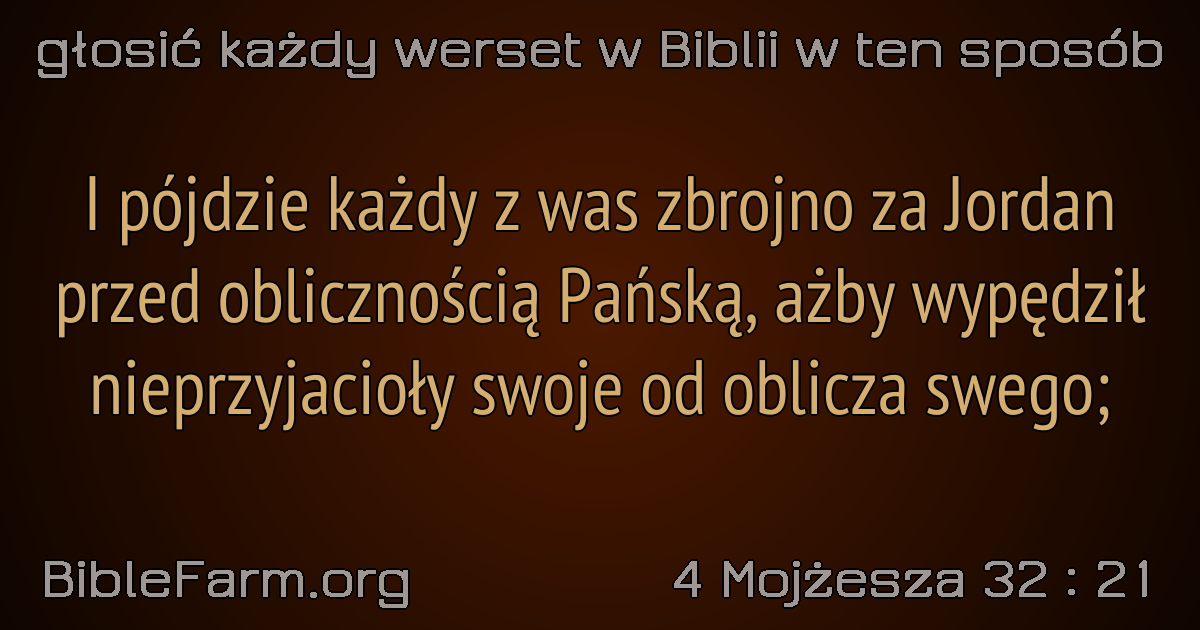 głosić każdy werset w Biblii w ten sposób
I pójdzie każdy z was zbrojno za Jordan
przed oblicznością Pańską, ażby wypędził
nieprzyjacioły swoje od oblicza swego;
BibleFarm.org
4 Mojżesza 32 : 21